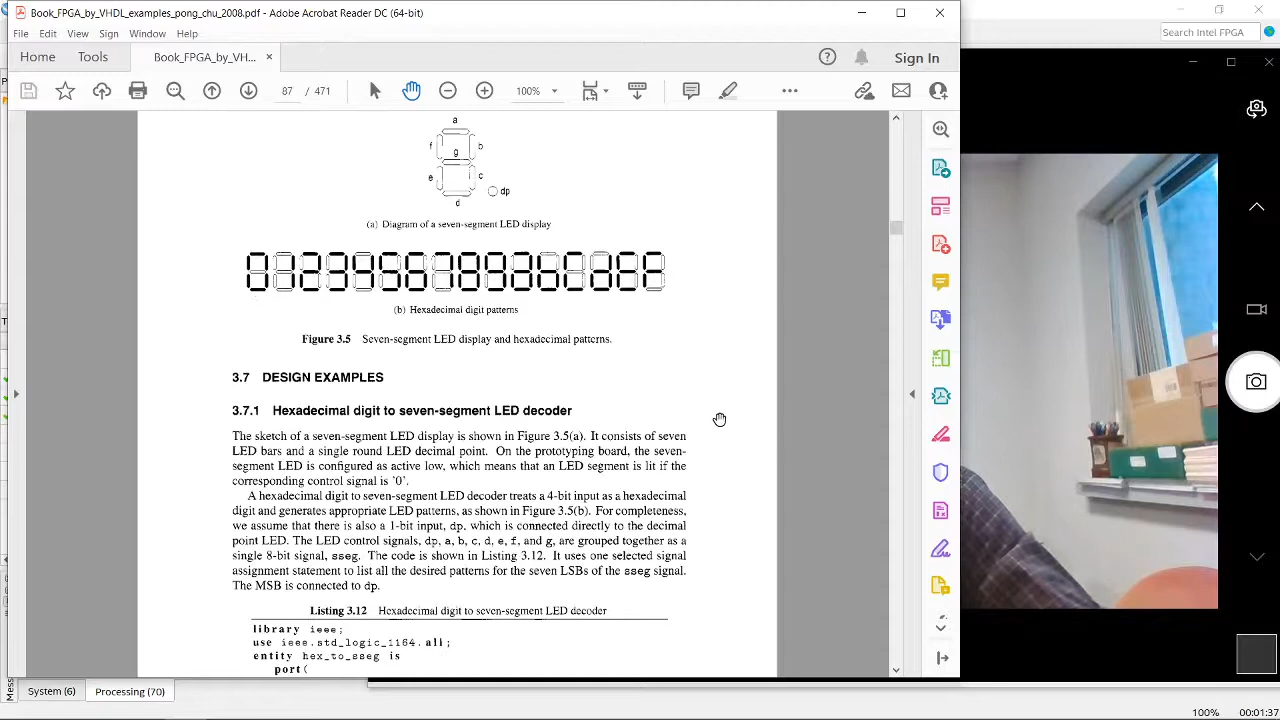 Book_FPGA_by_VHDL_examples_pong_chu_2008.pdf - Adobe Acrobat Reader DC (64-bit)
File Edit View Sign Window Help
Home Tools Book_FPGA_by_VH... × Sign In
87 / 471 100%
Search Intel FPGA
a
f g b
e c
dp
d
(a) Diagram of a seven-segment LED display
(b) Hexadecimal digit patterns
Figure 3.5 Seven-segment LED display and hexadecimal patterns.
3.7 DESIGN EXAMPLES
3.7.1 Hexadecimal digit to seven-segment LED decoder
The sketch of a seven-segment LED display is shown in Figure 3.5(a). It consists of seven
LED bars and a single round LED decimal point. On the prototyping board, the seven-
segment LED is configured as active low, which means that an LED segment is lit if the
corresponding control signal is '0'.
A hexadecimal digit to seven-segment LED decoder treats a 4-bit input as a hexadecimal
digit and generates appropriate LED patterns, as shown in Figure 3.5(b). For completeness,
we assume that there is also a 1-bit input, dp, which is connected directly to the decimal
point LED. The LED control signals, dp, a, b, c, d, e, f, and g, are grouped together as a
single 8-bit signal, sseg. The code is shown in Listing 3.12. It uses one selected signal
assignment statement to list all the desired patterns for the seven LSBs of the sseg signal.
The MSB is connected to dp.
Listing 3.12 Hexadecimal digit to seven-segment LED decoder
library ieee;
use ieee.std_logic_1164.all;
entity hex_to_sseg is
port(
Mess
System (6) Processing (70)
100% 00:01:37